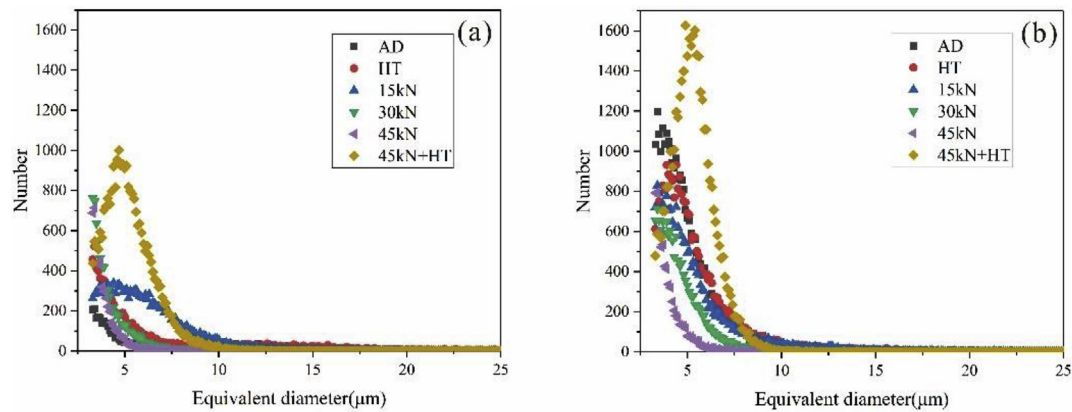 (a)
1600
1400
1200
1000
800
600
400
200
0
Number
AD
HT
15kN
30kN
45kN
45kN+HT
5 10 15 20 25
Equivalent diameter(μm)
(b)
1600
1400
1200
1000
800
600
400
200
0
Number
AD
HT
15kN
30kN
45kN
45kN+HT
5 10 15 20 25
Equivalent diameter(μm)